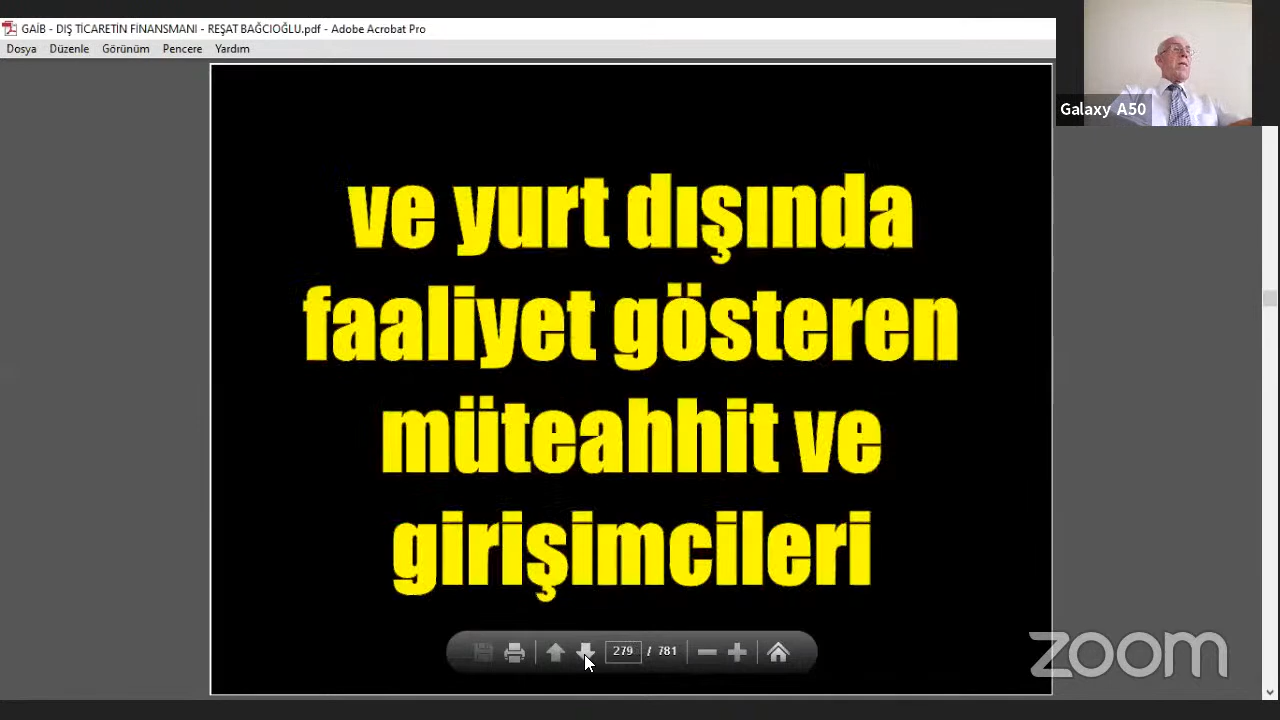 GAİB - DIŞ TİCARETİN FİNANSMANI - REŞAT BAĞCIOĞLU.pdf - Adobe Acrobat Pro
Dosya Düzenle Görünüm Pencere Yardım
Galaxy A50
ve yurt dışında
faaliyet gösteren
müteahhit ve
girişimcileri
279 / 781
zoom